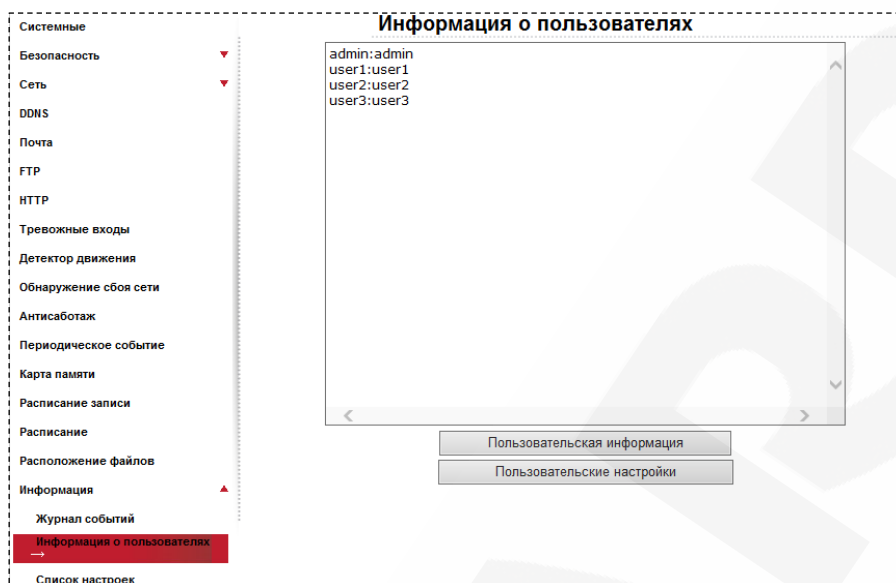 Информация о пользователях
Системные
Безопасность
Сеть
DDNS
Почта
FTP
HTTP
Тревожные входы
Детектор движения
Обнаружение сбоя сети
Антисаботаж
Периодическое событие
Карта памяти
Расписание записи
Расписание
Расположение файлов
Информация
Журнал событий
Информация о пользователях
→
Список настроек
admin:admin
user1:user1
user2:user2
user3:user3
Пользовательская информация
Пользовательские настройки